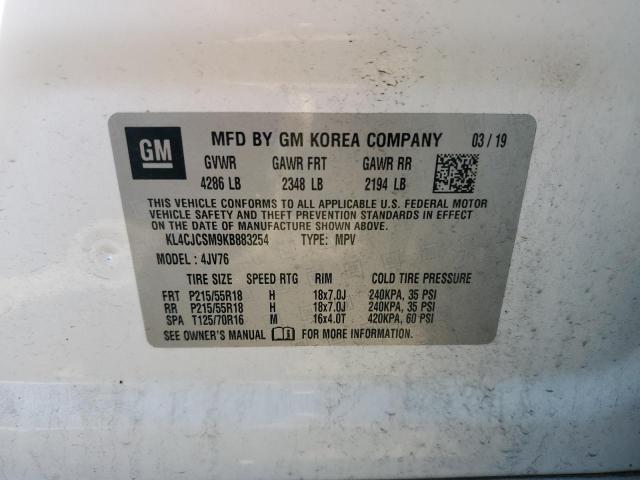 GM MFD BY GM KOREA COMPANY 03/19
GVWR GAWR FRT GAWR RR
4286 LB 2348 LB 2194 LB
THIS VEHICLE CONFORMS TO ALL APPLICABLE U.S. FEDERAL MOTOR
VEHICLE SAFETY AND THEFT PREVENTION STANDARDS IN EFFECT
ON THE DATE OF MANUFACTURE SHOWN ABOVE.
KL4CJCSM9KB883254 TYPE: MPV
MODEL: 4JV76
TIRE SIZE SPEED RTG RIM COLD TIRE PRESSURE
FRT P215/55R18 H 18x7.0J 240KPA, 35 PSI
RR P215/55R18 H 18x7.0J 240KPA, 35 PSI
SPA T125/70R16 M 16x4.0T 420KPA, 60 PSI
SEE OWNER'S MANUAL FOR MORE INFORMATION.